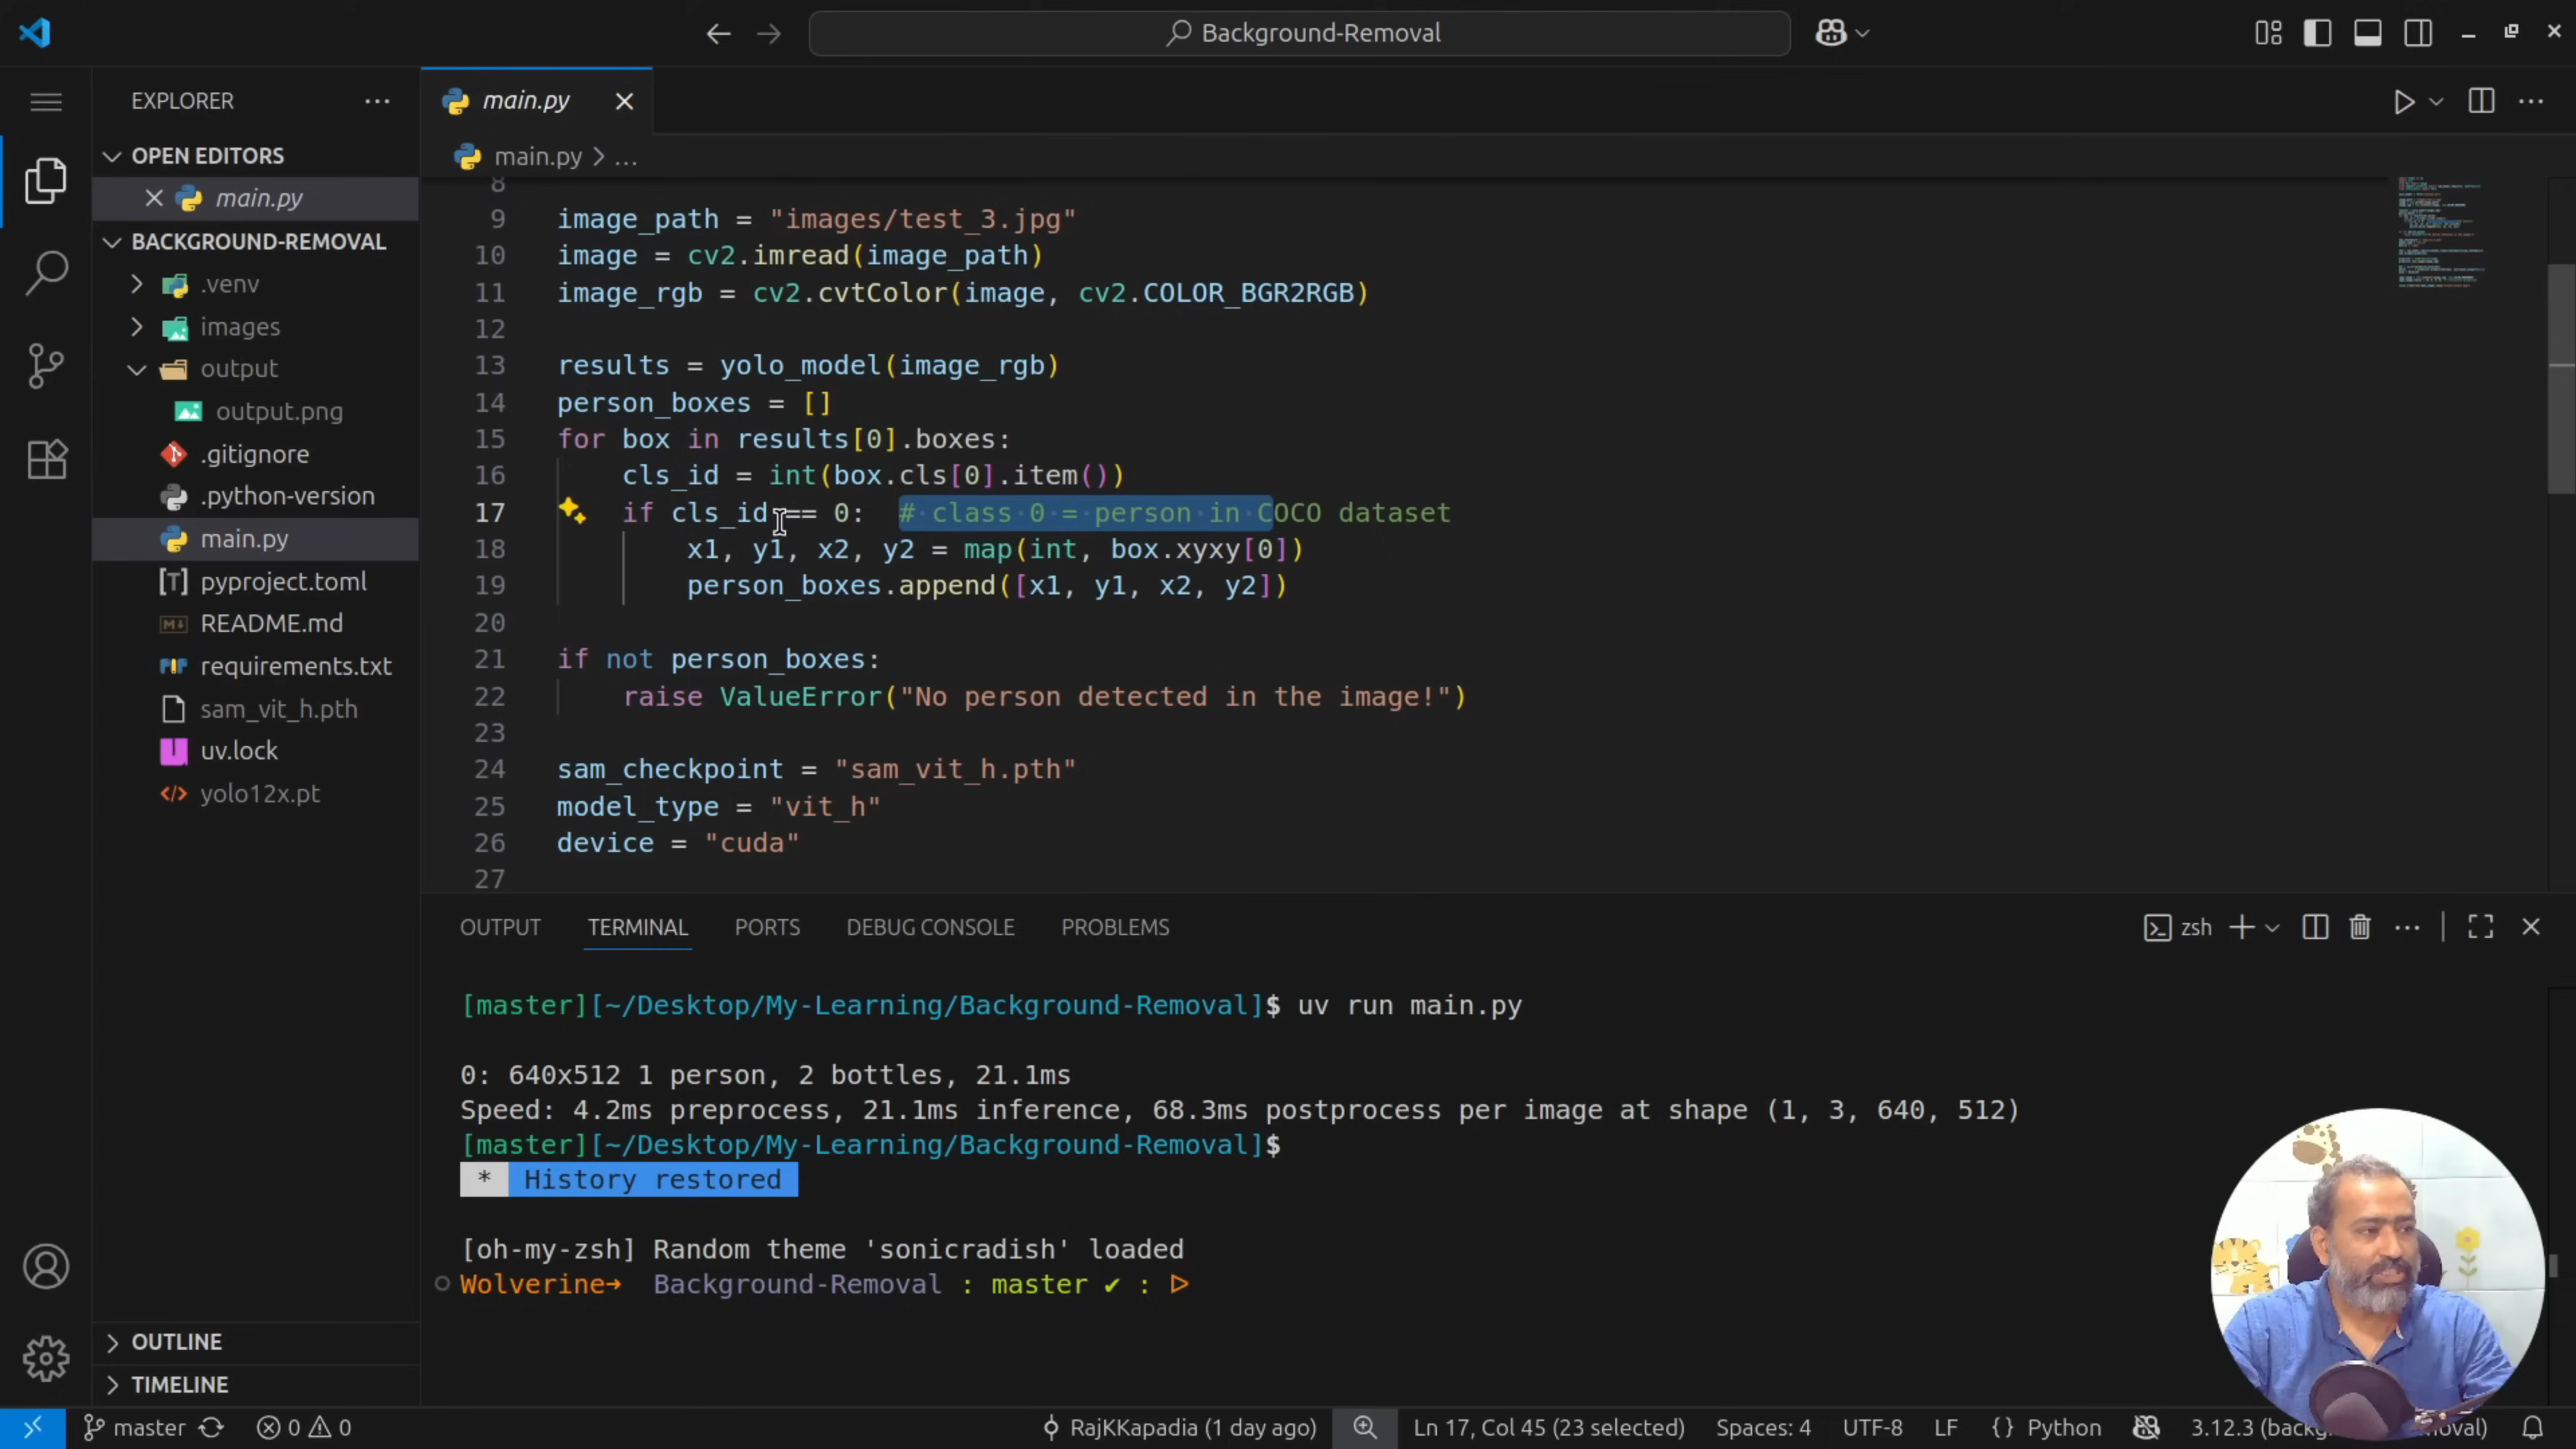 Background-Removal
EXPLORER
main.py
OPEN EDITORS
main.py
BACKGROUND-REMOVAL
.venv
images
output
output.png
.gitignore
.python-version
main.py
pyproject.toml
README.md
requirements.txt
sam_vit_h.pth
uv.lock
yolo12x.pt
OUTLINE
TIMELINE
main.py > ...
8
9 image_path = "images/test_3.jpg"
10 image = cv2.imread(image_path)
11 image_rgb = cv2.cvtColor(image, cv2.COLOR_BGR2RGB)
12
13 results = yolo_model(image_rgb)
14 person_boxes = []
15 for box in results[0].boxes:
16 cls_id = int(box.cls[0].item())
17 if cls_id == 0: # class 0 = person in COCO dataset
18 x1, y1, x2, y2 = map(int, box.xyxy[0])
19 person_boxes.append([x1, y1, x2, y2])
20
21 if not person_boxes:
22 raise ValueError("No person detected in the image!")
23
24 sam_checkpoint = "sam_vit_h.pth"
25 model_type = "vit_h"
26 device = "cuda"
27
OUTPUT TERMINAL PORTS DEBUG CONSOLE PROBLEMS
zsh
[master][~/Desktop/My-Learning/Background-Removal]$ uv run main.py
0: 640x512 1 person, 2 bottles, 21.1ms
Speed: 4.2ms preprocess, 21.1ms inference, 68.3ms postprocess per image at shape (1, 3, 640, 512)
[master][~/Desktop/My-Learning/Background-Removal]$
* History restored
[oh-my-zsh] Random theme 'sonicradish' loaded
Wolverine→ Background-Removal : master ✔ : ▷
master 0 0 RajKKapadia (1 day ago) Ln 17, Col 45 (23 selected) Spaces: 4 UTF-8 LF {} Python 3.12.3